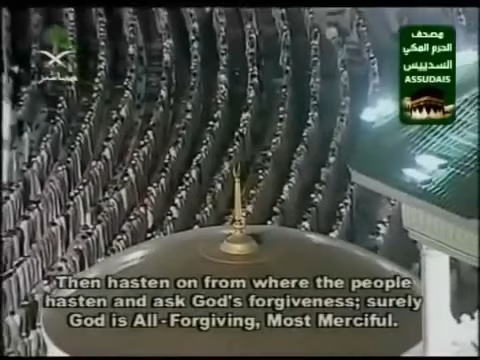 مصحف
الحرم المكي
السديس
ASSUDAIS
Then hasten on from where the people
hasten and ask God's forgiveness; surely
God is All-Forgiving, Most Merciful.